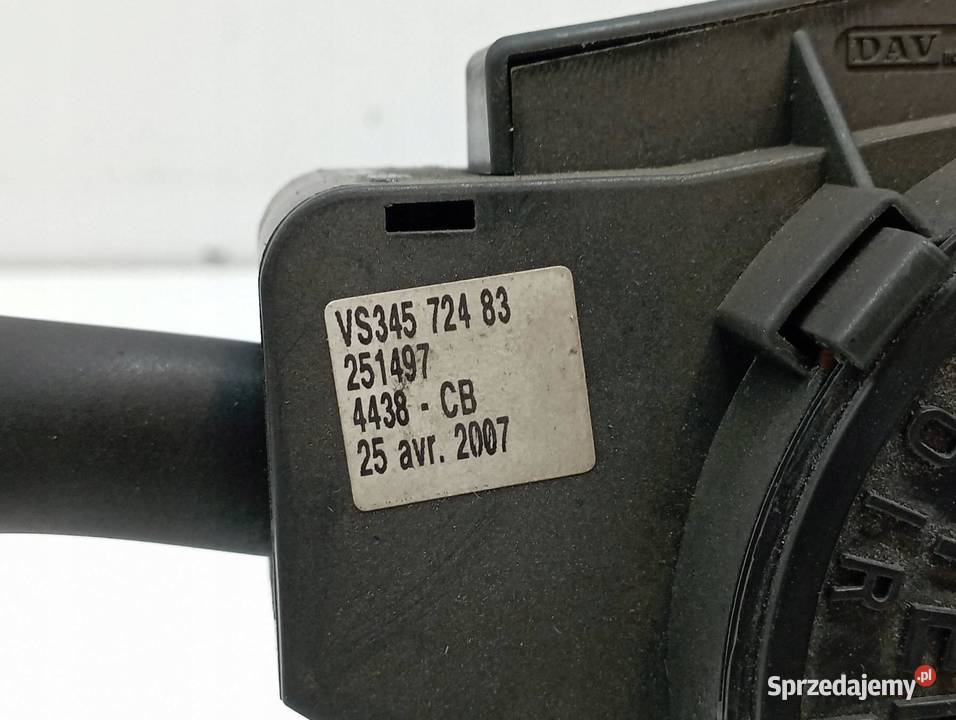 DAV
VS345 724 83
251497
4438 - CB
25 avr. 2007
Sprzedajemy.pl